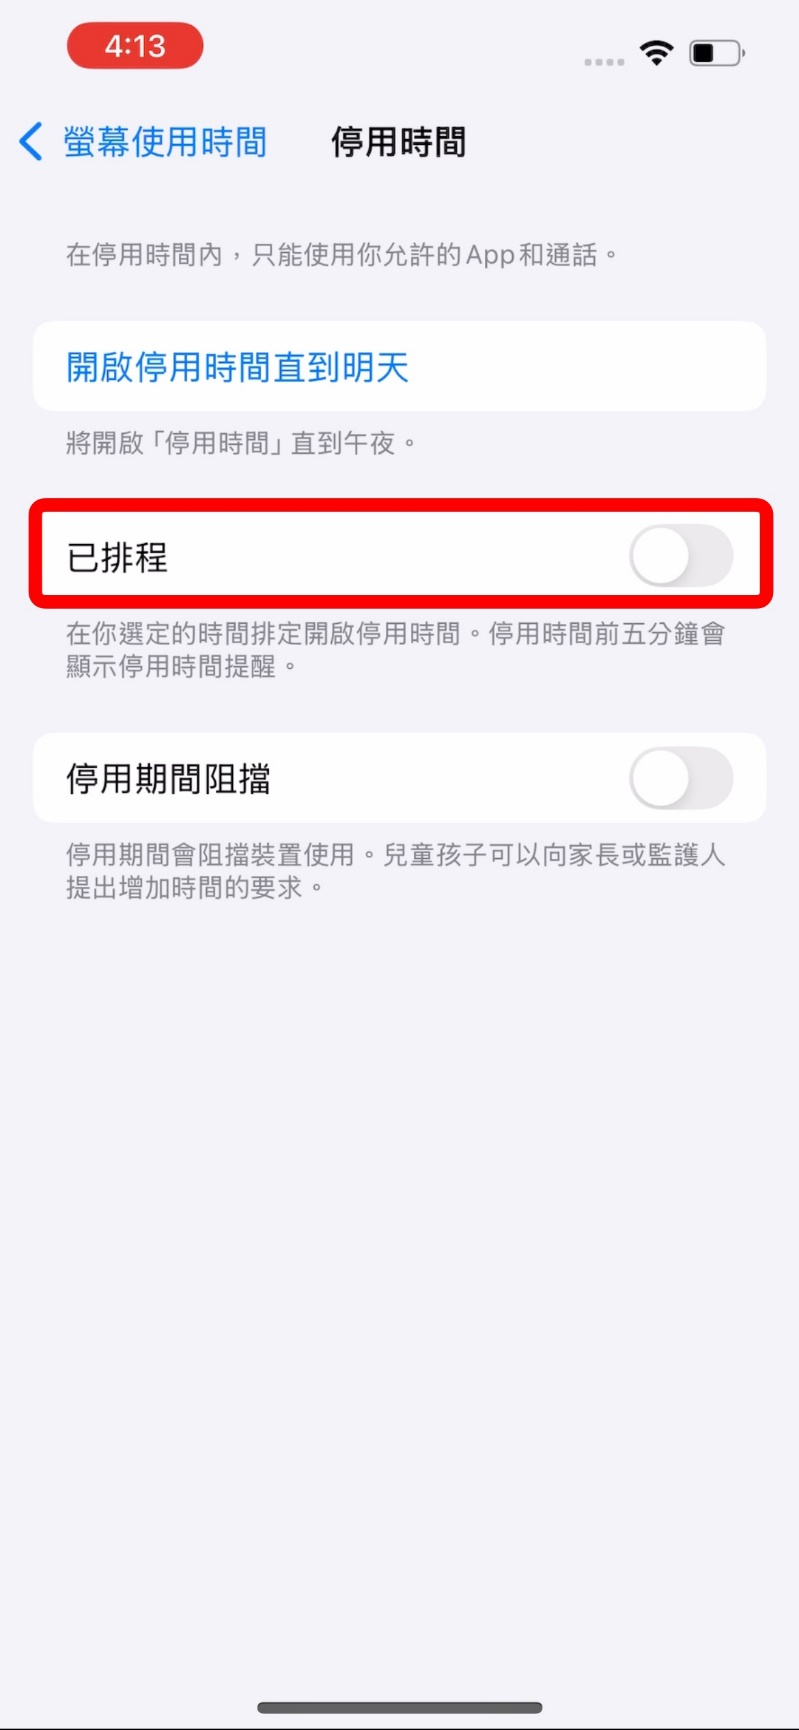 4:13
螢幕使用時間 停用時間
在停用時間內，只能使用你允許的App和通話。
開啟停用時間直到明天
將開啟「停用時間」直到午夜。
已排程
在你選定的時間排定開啟停用時間。停用時間前五分鐘會
顯示停用時間提醒。
停用期間阻擋
停用期間會阻擋裝置使用。兒童孩子可以向家長或監護人
提出增加時間的要求。